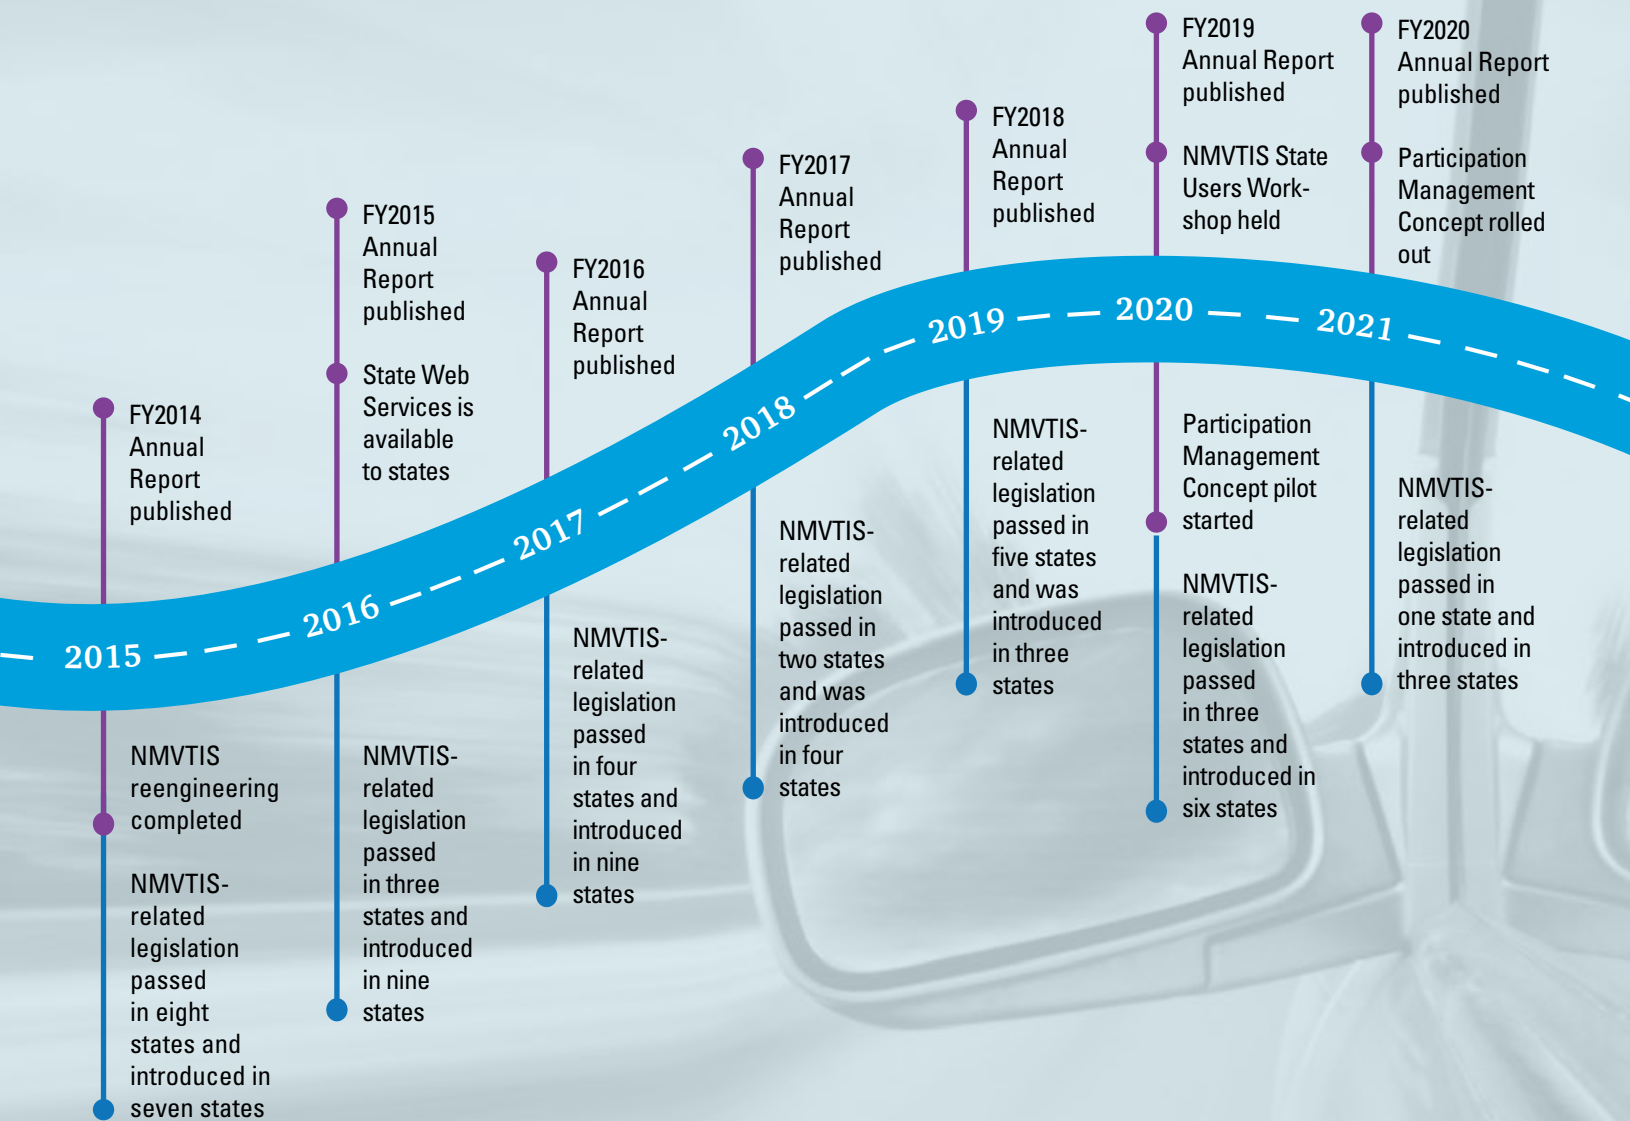 FY2014
Annual
Report
published
2015
NMVTIS
reengineering
completed
NMVTIS-
related
legislation
passed
in eight
states and
introduced in
seven states
FY2015
Annual
Report
published
State Web
Services is
available
to states
2016
NMVTIS-
related
legislation
passed
in three
states and
introduced
in nine
states
FY2016
Annual
Report
published
2017
NMVTIS-
related
legislation
passed
in four
states and
introduced
in nine
states
FY2017
Annual
Report
published
2018
NMVTIS-
related
legislation
passed in
two states
and was
introduced
in four
states
FY2018
Annual
Report
published
2019
NMVTIS-
related
legislation
passed in
five states
and was
introduced
in three
states
FY2019
Annual Report
published
NMVTIS State
Users Work-
shop held
2020
Participation
Management
Concept pilot
started
NMVTIS-
related
legislation
passed
in three
states and
introduced in
six states
FY2020
Annual Report
published
Participation
Management
Concept rolled
out
2021
NMVTIS-
related
legislation
passed in
one state and
introduced in
three states